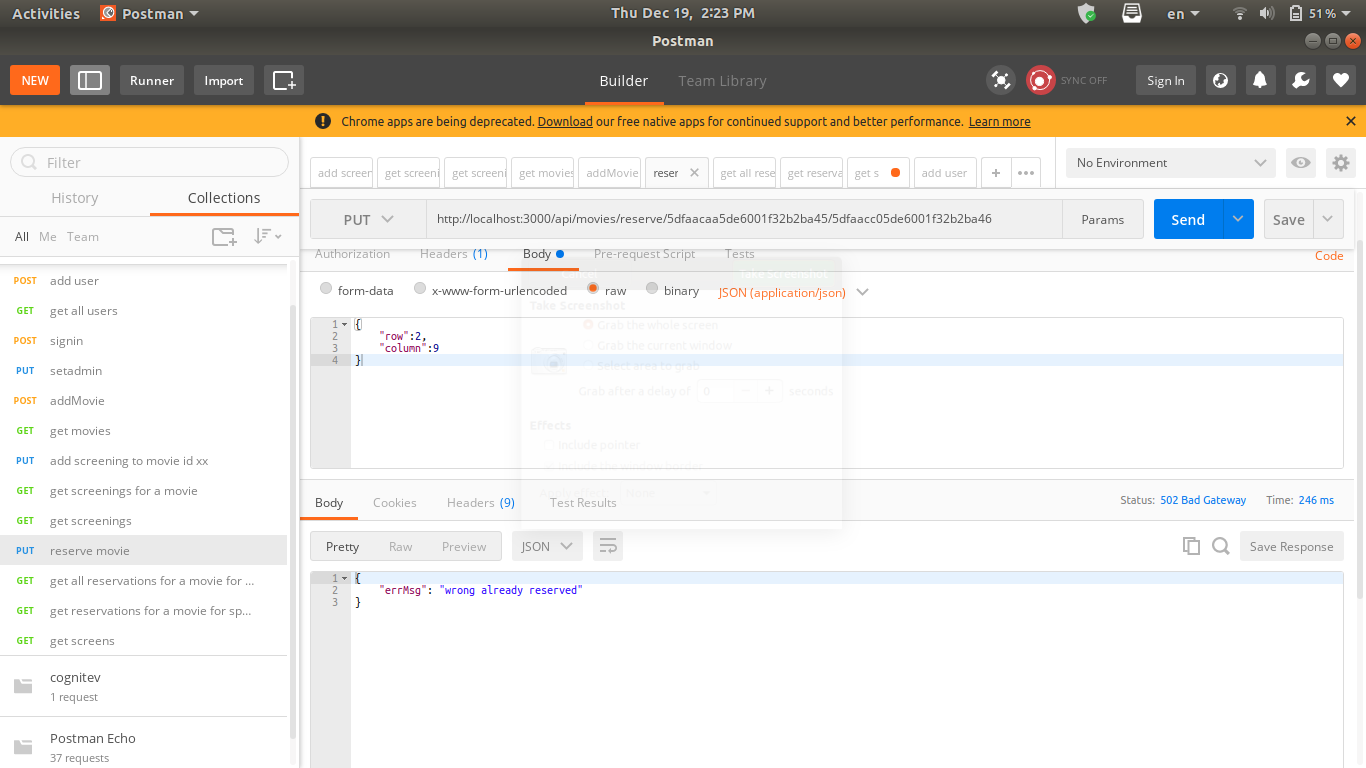 Activities Postman Thu Dec 19, 2:23 PM en 51%
Postman
NEW Runner Import Builder Team Library SYNC OFF Sign In
Chrome apps are being deprecated. Download our free native apps for continued support and better performance. Learn more
Filter
History Collections
All Me Team
POST add user
GET get all users
POST signin
PUT setadmin
POST addMovie
GET get movies
PUT add screening to movie id xx
GET get screenings for a movie
GET get screenings
PUT reserve movie
GET get all reservations for a movie for ...
GET get reservations for a movie for sp...
GET get screens
cognitev
1 request
Postman Echo
37 requests
add screen get screeni get screeni get movies addMovie reser get all rese get reserva get s add user + ••• No Environment
PUT http://localhost:3000/api/movies/reserve/5dfaacaa5de6001f32b2ba45/5dfaacc05de6001f32b2ba46 Params Send Save
Authorization Headers (1) Body Pre-request Script Tests Code
Cancel Take Screenshot
form-data x-www-form-urlencoded raw binary JSON (application/json)
Take Screenshot
Grab the whole screen
Grab the current window
Select area to grab
Grab after a delay of 0 − + seconds
Effects
Include pointer
Include the window border
1 {
2 "row":2,
3 "column":9
4 }
Body Cookies Headers (9) Test Results Status: 502 Bad Gateway Time: 246 ms
Pretty Raw Preview JSON Save Response
1 {
2 "errMsg": "wrong already reserved"
3 }